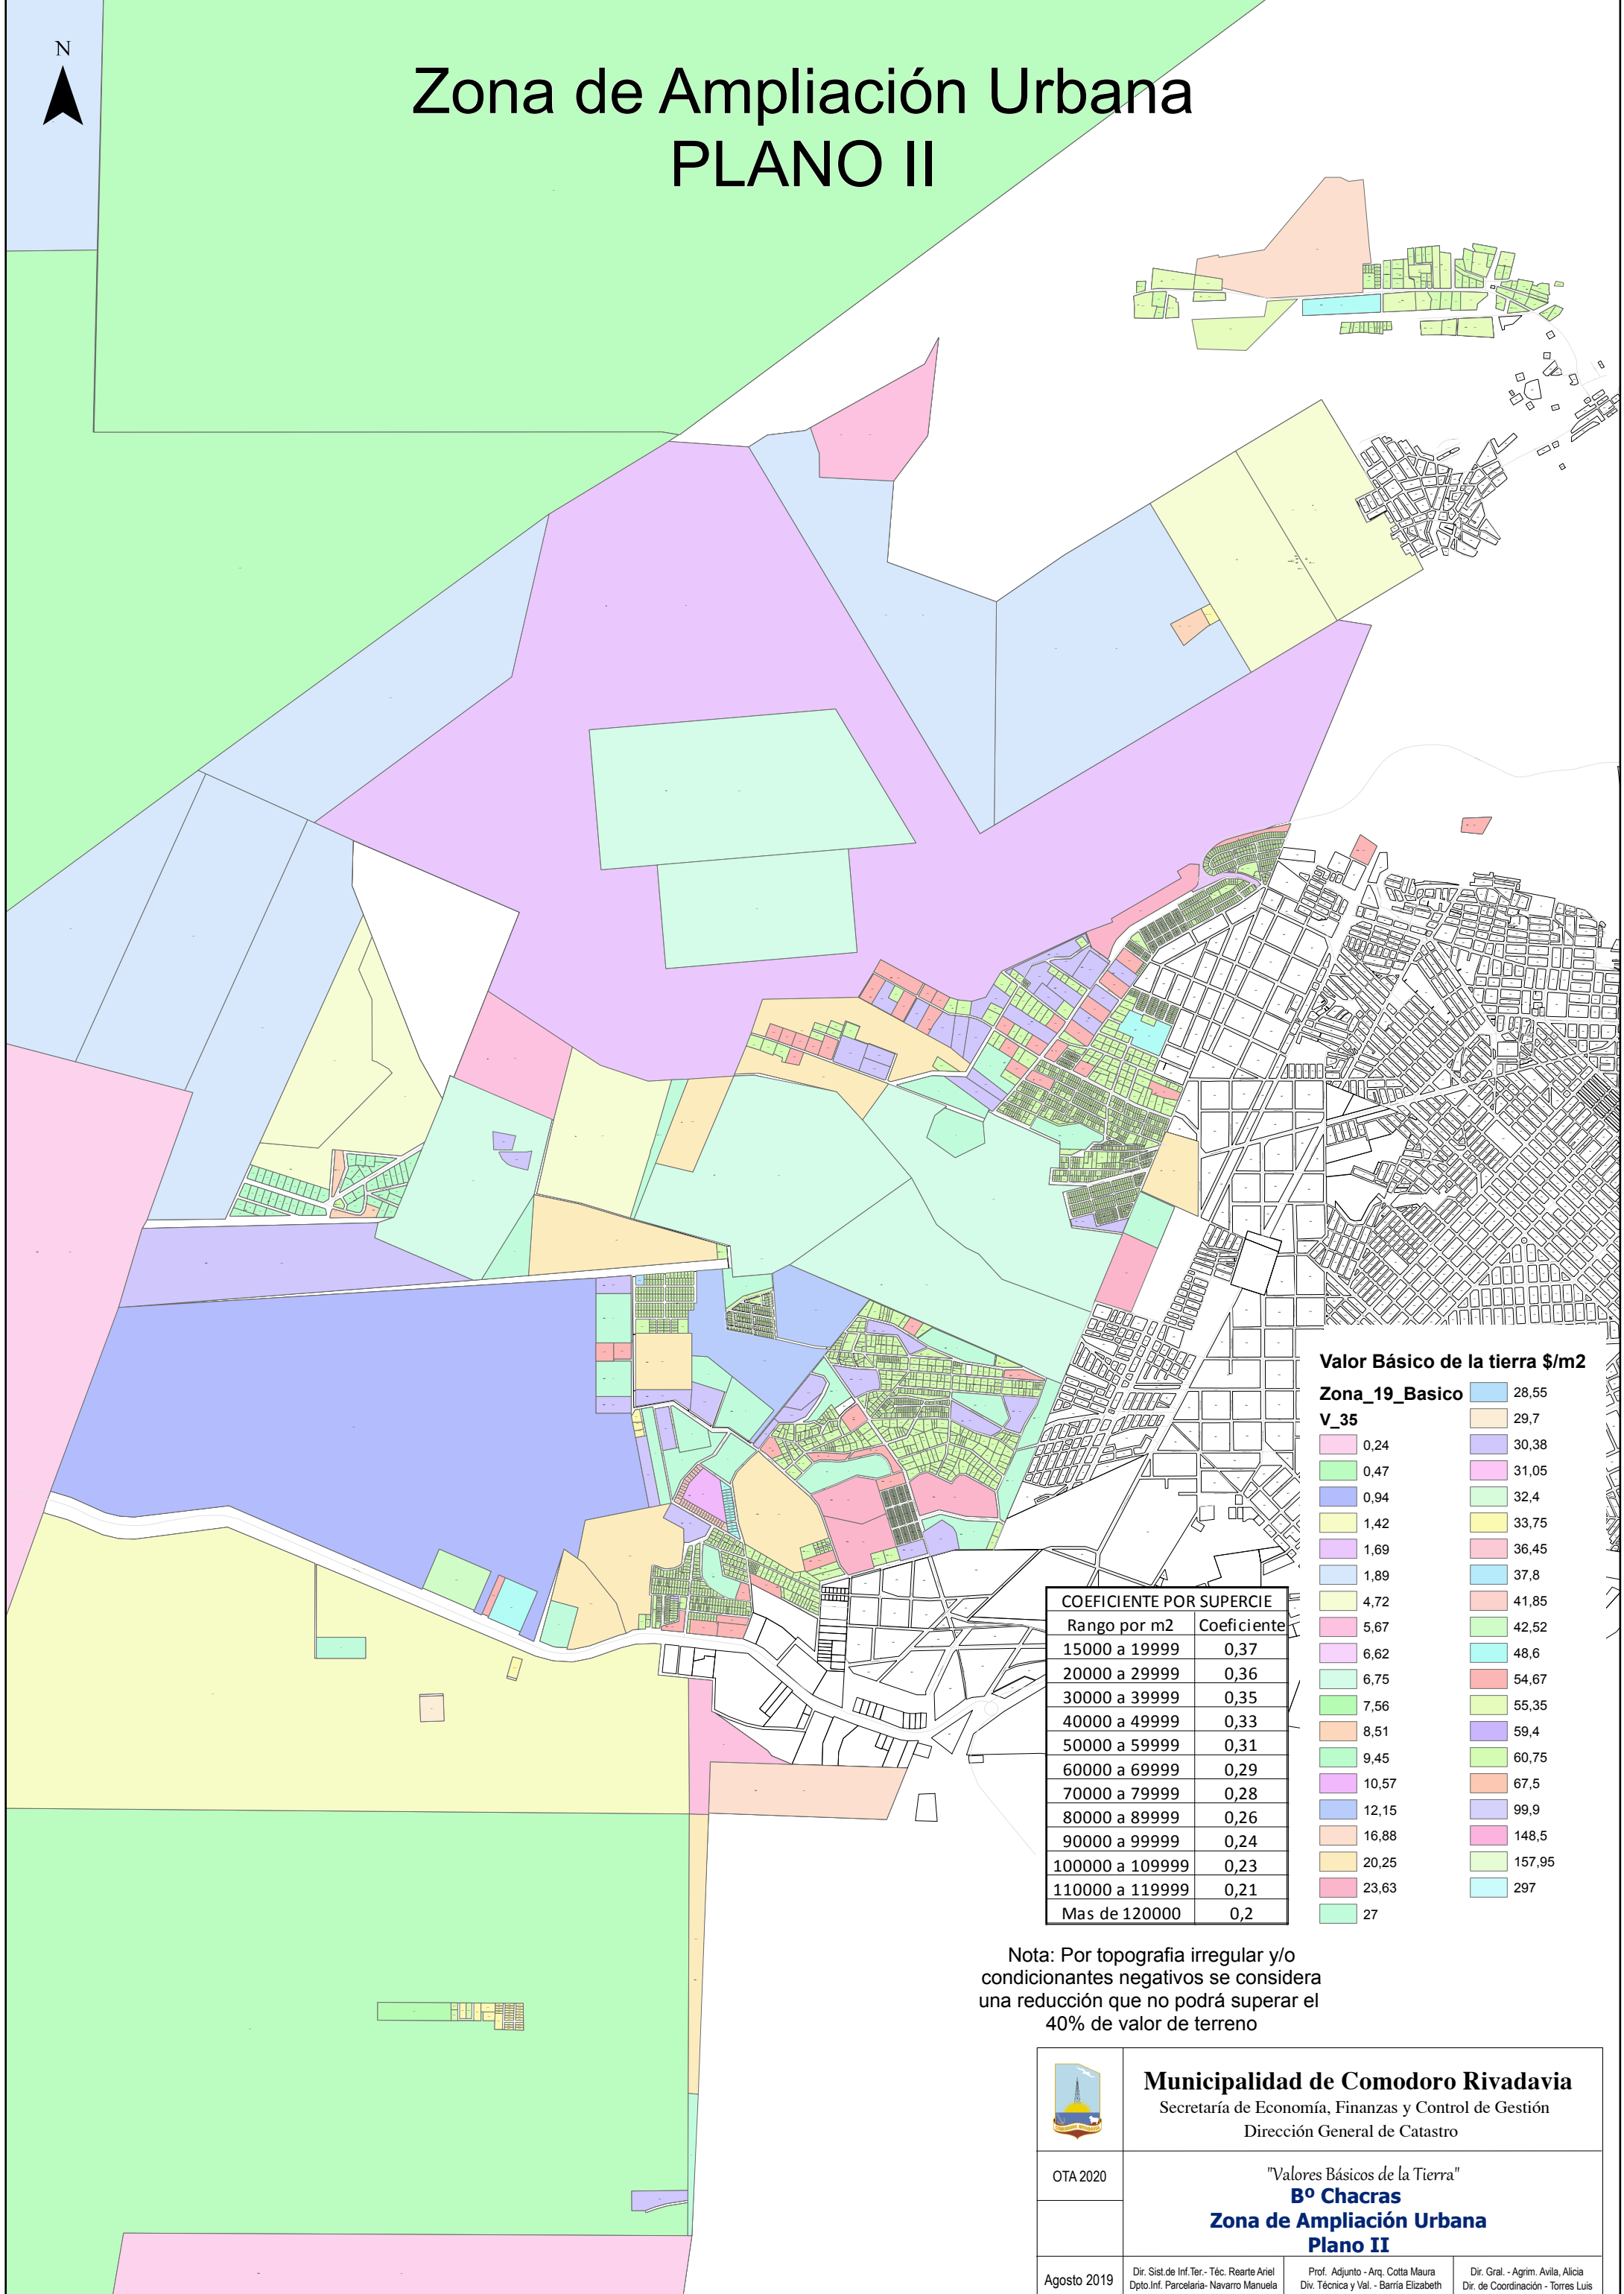 N
Zona de Ampliación Urbana
PLANO II
Valor Básico de la tierra $/m2
Zona_19_Basico
V_35
0,24
0,47
0,94
1,42
1,69
1,89
4,72
5,67
6,62
6,75
7,56
8,51
9,45
10,57
12,15
16,88
20,25
23,63
27
28,55
29,7
30,38
31,05
32,4
33,75
36,45
37,8
41,85
42,52
48,6
54,67
55,35
59,4
60,75
67,5
99,9
148,5
157,95
297
COEFICIENTE POR SUPERCIE
Rango por m2 Coeficiente
15000 a 19999 0,37
20000 a 29999 0,36
30000 a 39999 0,35
40000 a 49999 0,33
50000 a 59999 0,31
60000 a 69999 0,29
70000 a 79999 0,28
80000 a 89999 0,26
90000 a 99999 0,24
100000 a 109999 0,23
110000 a 119999 0,21
Mas de 120000 0,2
Nota: Por topografia irregular y/o
condicionantes negativos se considera
una reducción que no podrá superar el
40% de valor de terreno
Municipalidad de Comodoro Rivadavia
Secretaría de Economía, Finanzas y Control de Gestión
Dirección General de Catastro
OTA 2020
"Valores Básicos de la Tierra"
Bº Chacras
Zona de Ampliación Urbana
Plano II
Agosto 2019
Dir. Sist.de Inf.Ter.- Téc. Rearte Ariel
Dpto.Inf. Parcelaria- Navarro Manuela
Prof. Adjunto - Arq. Cotta Maura
Div. Técnica y Val. - Barría Elizabeth
Dir. Gral. - Agrim. Avila, Alicia
Dir. de Coordinación - Torres Luis